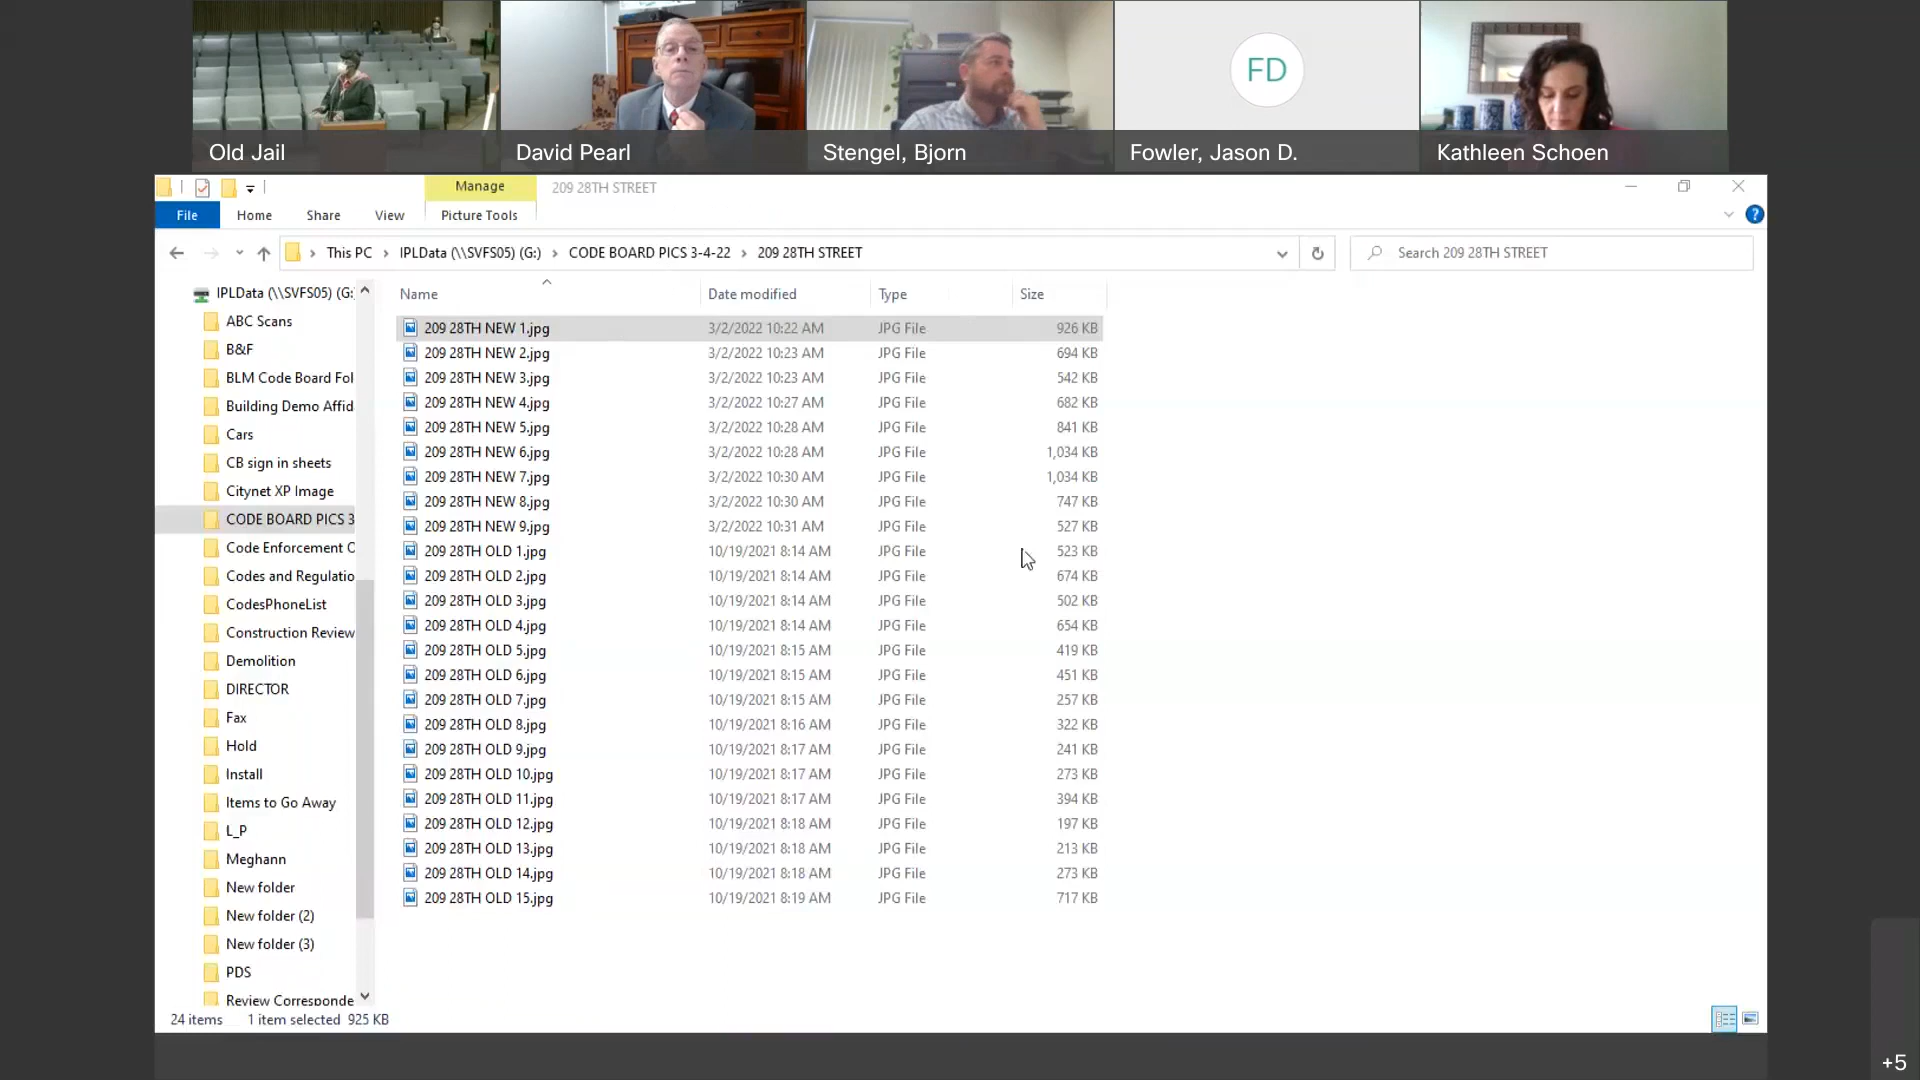 Old Jail
David Pearl
Stengel, Bjorn
FD
Fowler, Jason D.
Kathleen Schoen
Manage
209 28TH STREET
File
Home
Share
View
Picture Tools
This PC
IPLData (\\SVFS05) (G:)
CODE BOARD PICS 3-4-22
209 28TH STREET
Search 209 28TH STREET
IPLData (\\SVFS05) (G:
ABC Scans
B&F
BLM Code Board Fol
Building Demo Affid
Cars
CB sign in sheets
Citynet XP Image
CODE BOARD PICS 3
Code Enforcement C
Codes and Regulatio
CodesPhoneList
Construction Review
Demolition
DIRECTOR
Fax
Hold
Install
Items to Go Away
L_P
Meghann
New folder
New folder (2)
New folder (3)
PDS
Review Corresponde
Name Date modified Type Size
209 28TH NEW 1.jpg 3/2/2022 10:22 AM JPG File 926 KB
209 28TH NEW 2.jpg 3/2/2022 10:23 AM JPG File 694 KB
209 28TH NEW 3.jpg 3/2/2022 10:23 AM JPG File 542 KB
209 28TH NEW 4.jpg 3/2/2022 10:27 AM JPG File 682 KB
209 28TH NEW 5.jpg 3/2/2022 10:28 AM JPG File 841 KB
209 28TH NEW 6.jpg 3/2/2022 10:28 AM JPG File 1,034 KB
209 28TH NEW 7.jpg 3/2/2022 10:30 AM JPG File 1,034 KB
209 28TH NEW 8.jpg 3/2/2022 10:30 AM JPG File 747 KB
209 28TH NEW 9.jpg 3/2/2022 10:31 AM JPG File 527 KB
209 28TH OLD 1.jpg 10/19/2021 8:14 AM JPG File 523 KB
209 28TH OLD 2.jpg 10/19/2021 8:14 AM JPG File 674 KB
209 28TH OLD 3.jpg 10/19/2021 8:14 AM JPG File 502 KB
209 28TH OLD 4.jpg 10/19/2021 8:14 AM JPG File 654 KB
209 28TH OLD 5.jpg 10/19/2021 8:15 AM JPG File 419 KB
209 28TH OLD 6.jpg 10/19/2021 8:15 AM JPG File 451 KB
209 28TH OLD 7.jpg 10/19/2021 8:15 AM JPG File 257 KB
209 28TH OLD 8.jpg 10/19/2021 8:16 AM JPG File 322 KB
209 28TH OLD 9.jpg 10/19/2021 8:17 AM JPG File 241 KB
209 28TH OLD 10.jpg 10/19/2021 8:17 AM JPG File 273 KB
209 28TH OLD 11.jpg 10/19/2021 8:17 AM JPG File 394 KB
209 28TH OLD 12.jpg 10/19/2021 8:18 AM JPG File 197 KB
209 28TH OLD 13.jpg 10/19/2021 8:18 AM JPG File 213 KB
209 28TH OLD 14.jpg 10/19/2021 8:18 AM JPG File 273 KB
209 28TH OLD 15.jpg 10/19/2021 8:19 AM JPG File 717 KB
24 items 1 item selected 925 KB
+5